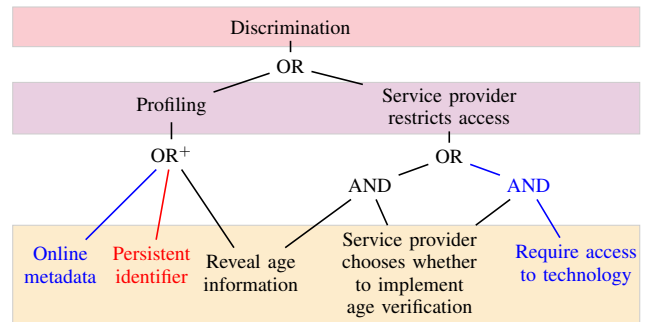 Discrimination
OR
Profiling
Service provider
restricts access
OR+
OR
AND
AND
Online
metadata
Persistent
identifier
Reveal age
information
Service provider
chooses whether
to implement
age verification
Require access
to technology